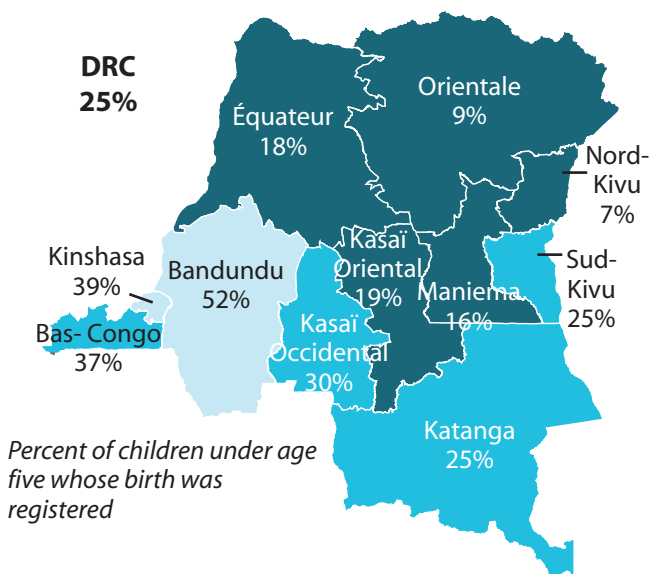 DRC
25%
Équateur
18%
Orientale
9%
Nord-
Kivu
7%
Kinshasa
39%
Bandundu
52%
Kasaï
Oriental
19%
Maniema
16%
Sud-
Kivu
25%
Bas- Congo
37%
Kasaï
Occidental
30%
Katanga
25%
Percent of children under age
five whose birth was
registered